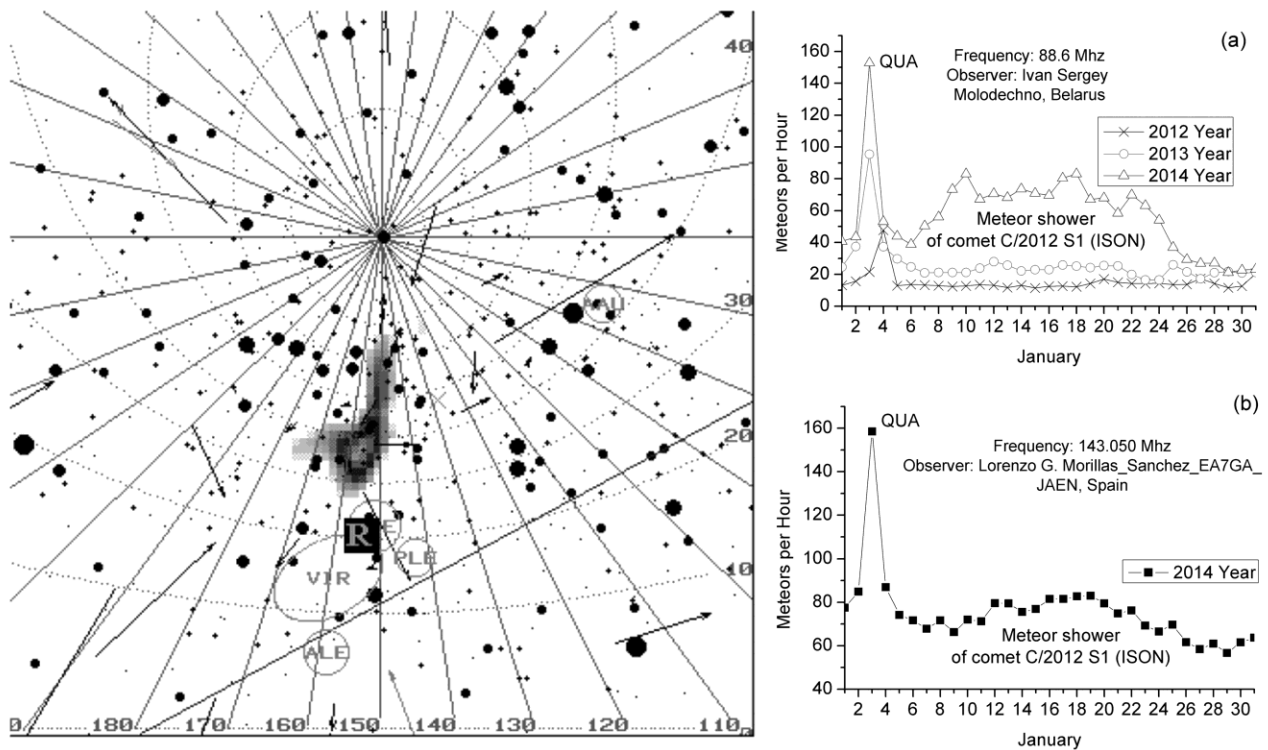 40
30
20
10
AAU
R
E
PLE
VIR
ALE
180 170 160 150 140 130 120 110
(a)
Frequency: 88.6 Mhz
Observer: Ivan Sergey
Molodechno, Belarus
QUA
2012 Year
2013 Year
2014 Year
Meteor shower
of comet C/2012 S1 (ISON)
Meteors per Hour
160
140
120
100
80
60
40
20
0
2 4 6 8 10 12 14 16 18 20 22 24 26 28 30
January
(b)
QUA
Frequency: 143.050 Mhz
Observer: Lorenzo G. Morillas_Sanchez_EA7GA_
JAEN, Spain
2014 Year
Meteor shower
of comet C/2012 S1 (ISON)
Meteors per Hour
160
140
120
100
80
60
40
2 4 6 8 10 12 14 16 18 20 22 24 26 28 30
January